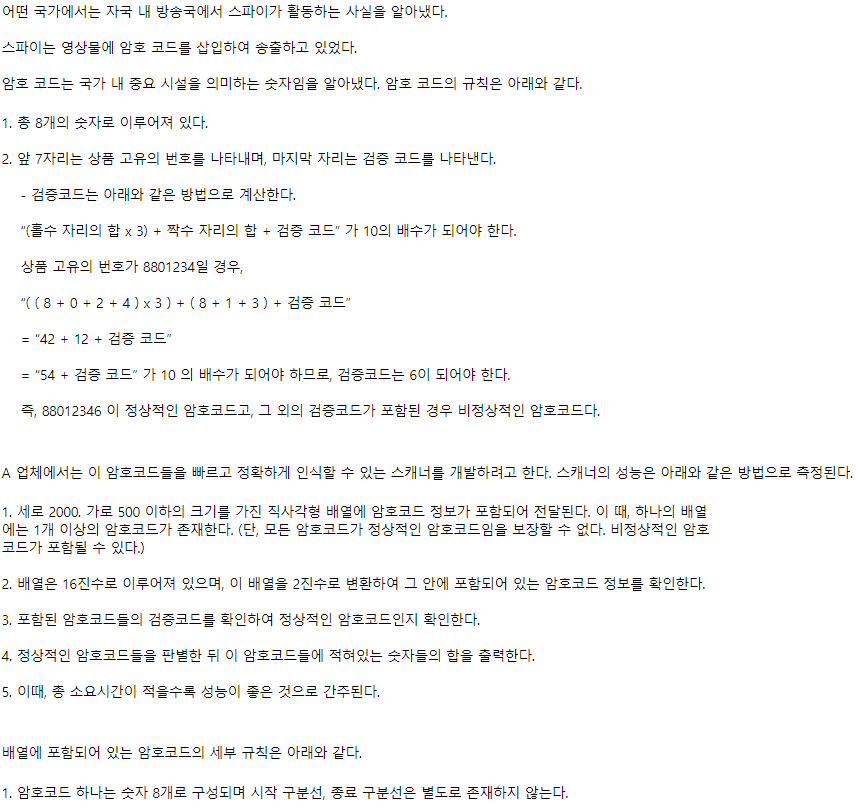 어떤 국가에서는 자국 내 방송국에서 스파이가 활동하는 사실을 알아냈다.
스파이는 영상물에 암호 코드를 삽입하여 송출하고 있었다.
암호 코드는 국가 내 중요 시설을 의미하는 숫자임을 알아냈다. 암호 코드의 규칙은 아래와 같다.
1. 총 8개의 숫자로 이루어져 있다.
2. 앞 7자리는 상품 고유의 번호를 나타내며, 마지막 자리는 검증 코드를 나타낸다.
- 검증코드는 아래와 같은 방법으로 계산한다.
“(홀수 자리의 합 x 3) + 짝수 자리의 합 + 검증 코드” 가 10의 배수가 되어야 한다.
상품 고유의 번호가 8801234일 경우,
“( ( 8 + 0 + 2 + 4 ) x 3 ) + ( 8 + 1 + 3 ) + 검증 코드”
= “42 + 12 + 검증 코드”
= “54 + 검증 코드” 가 10 의 배수가 되어야 하므로, 검증코드는 6이 되어야 한다.
즉, 88012346 이 정상적인 암호코드고, 그 외의 검증코드가 포함된 경우 비정상적인 암호코드다.
A 업체에서는 이 암호코드들을 빠르고 정확하게 인식할 수 있는 스캐너를 개발하려고 한다. 스캐너의 성능은 아래와 같은 방법으로 측정된다.
1. 세로 2000. 가로 500 이하의 크기를 가진 직사각형 배열에 암호코드 정보가 포함되어 전달된다. 이 때, 하나의 배열
에는 1개 이상의 암호코드가 존재한다. (단, 모든 암호코드가 정상적인 암호코드임을 보장할 수 없다. 비정상적인 암호
코드가 포함될 수 있다.)
2. 배열은 16진수로 이루어져 있으며, 이 배열을 2진수로 변환하여 그 안에 포함되어 있는 암호코드 정보를 확인한다.
3. 포함된 암호코드들의 검증코드를 확인하여 정상적인 암호코드인지 확인한다.
4. 정상적인 암호코드들을 판별한 뒤 이 암호코드들에 적혀있는 숫자들의 합을 출력한다.
5. 이때, 총 소요시간이 적을수록 성능이 좋은 것으로 간주된다.
배열에 포함되어 있는 암호코드의 세부 규칙은 아래와 같다.
1. 암호코드 하나는 숫자 8개로 구성되며 시작 구분선, 종료 구분선은 별도로 존재하지 않는다.